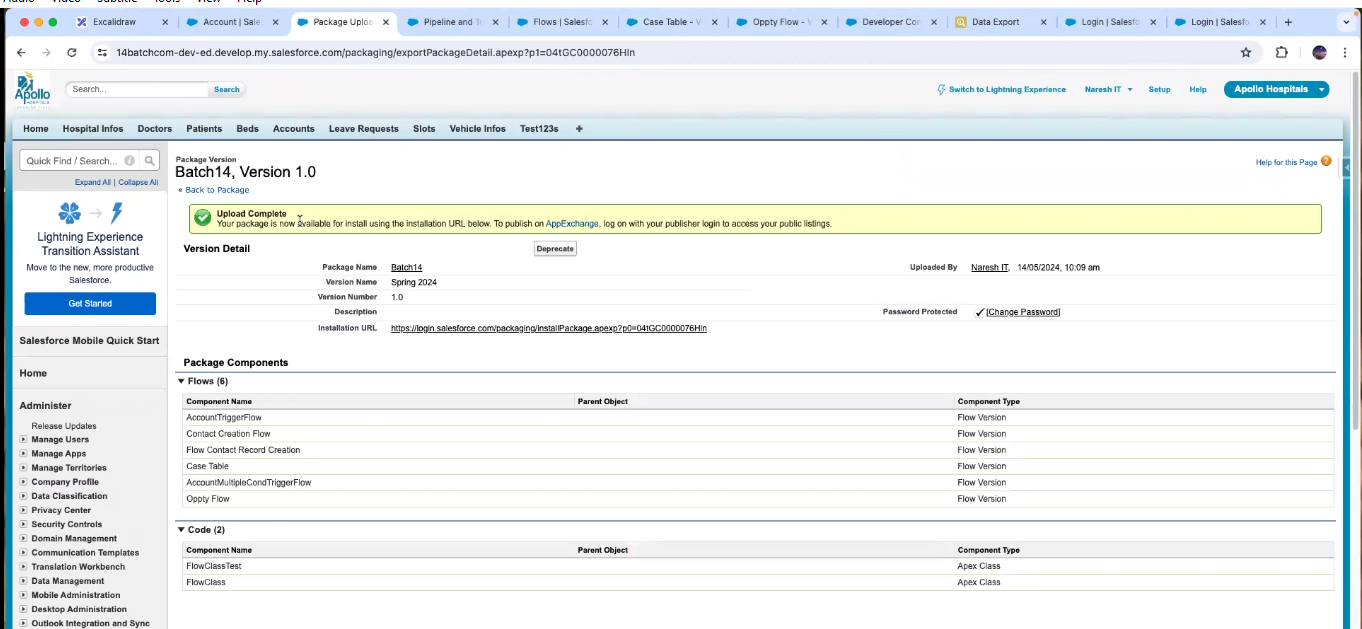 Audio Video Subtitle Tools View Help
Excalidraw
Account | Sale
Package Uploa
Pipeline and T
Flows | Salesfo
Case Table - V
Oppty Flow - V
Developer Con
Data Export
Login | Salesfo
Login | Salesfo
14batchcom-dev-ed.develop.my.salesforce.com/packaging/exportPackageDetail.apexp?p1=04tGC0000076HIn
Apollo
HOSPITALS
Search...
Search
Switch to Lightning Experience
Naresh IT
Setup
Help
Apollo Hospitals
Home Hospital Infos Doctors Patients Beds Accounts Leave Requests Slots Vehicle Infos Test123s +
Quick Find / Search...
Expand All | Collapse All
Lightning Experience
Transition Assistant
Move to the new, more productive
Salesforce.
Get Started
Salesforce Mobile Quick Start
Home
Administer
Release Updates
Manage Users
Manage Apps
Manage Territories
Company Profile
Data Classification
Privacy Center
Security Controls
Domain Management
Communication Templates
Translation Workbench
Data Management
Mobile Administration
Desktop Administration
Outlook Integration and Sync
Package Version
Batch14, Version 1.0
« Back to Package
Help for this Page
Upload Complete
Your package is now available for install using the installation URL below. To publish on AppExchange, log on with your publisher login to access your public listings.
Version Detail
Deprecate
Package Name Batch14
Uploaded By Naresh IT, 14/05/2024, 10:09 am
Version Name Spring 2024
Version Number 1.0
Description
Password Protected [Change Password]
Installation URL https://login.salesforce.com/packaging/installPackage.apexp?p0=04tGC0000076HIn
Package Components
Flows (6)
Component Name Parent Object Component Type
AccountTriggerFlow Flow Version
Contact Creation Flow Flow Version
Flow Contact Record Creation Flow Version
Case Table Flow Version
AccountMultipleCondTriggerFlow Flow Version
Oppty Flow Flow Version
Code (2)
Component Name Parent Object Component Type
FlowClassTest Apex Class
FlowClass Apex Class